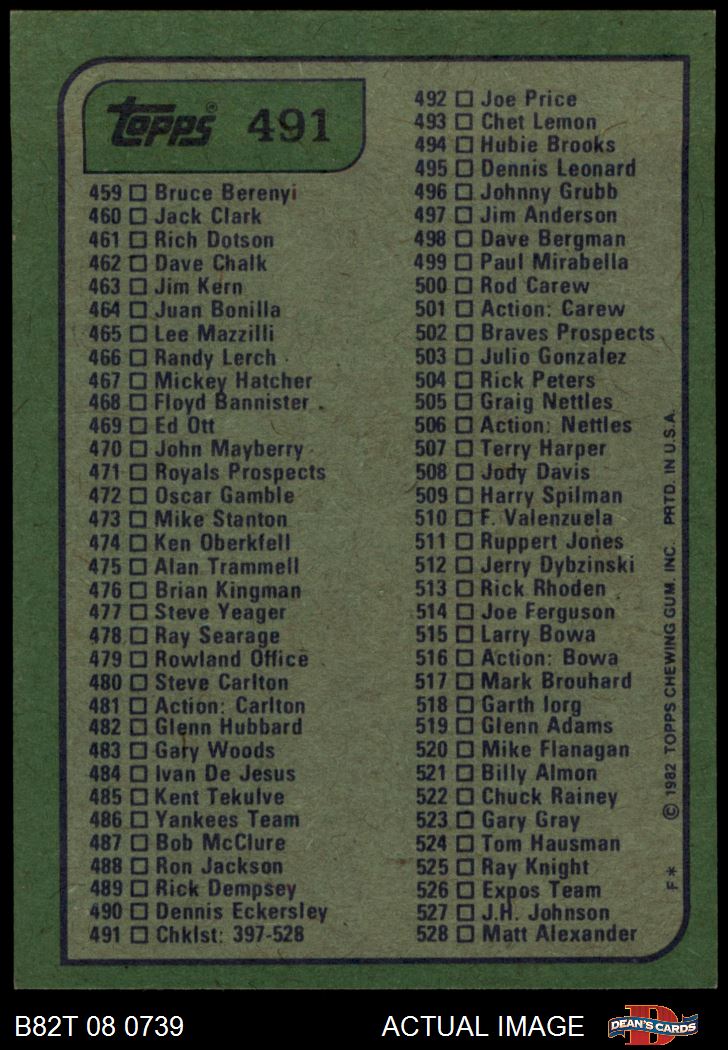 topps® 491
459 □ Bruce Berenyi
460 □ Jack Clark
461 □ Rich Dotson
462 □ Dave Chalk
463 □ Jim Kern
464 □ Juan Bonilla
465 □ Lee Mazzilli
466 □ Randy Lerch
467 □ Mickey Hatcher
468 □ Floyd Bannister
469 □ Ed Ott
470 □ John Mayberry
471 □ Royals Prospects
472 □ Oscar Gamble
473 □ Mike Stanton
474 □ Ken Oberkfell
475 □ Alan Trammell
476 □ Brian Kingman
477 □ Steve Yeager
478 □ Ray Searage
479 □ Rowland Office
480 □ Steve Carlton
481 □ Action: Carlton
482 □ Glenn Hubbard
483 □ Gary Woods
484 □ Ivan De Jesus
485 □ Kent Tekulve
486 □ Yankees Team
487 □ Bob McClure
488 □ Ron Jackson
489 □ Rick Dempsey
490 □ Dennis Eckersley
491 □ Chklst: 397-528
492 □ Joe Price
493 □ Chet Lemon
494 □ Hubie Brooks
495 □ Dennis Leonard
496 □ Johnny Grubb
497 □ Jim Anderson
498 □ Dave Bergman
499 □ Paul Mirabella
500 □ Rod Carew
501 □ Action: Carew
502 □ Braves Prospects
503 □ Julio Gonzalez
504 □ Rick Peters
505 □ Graig Nettles
506 □ Action: Nettles
507 □ Terry Harper
508 □ Jody Davis
509 □ Harry Spilman
510 □ F. Valenzuela
511 □ Ruppert Jones
512 □ Jerry Dybzinski
513 □ Rick Rhoden
514 □ Joe Ferguson
515 □ Larry Bowa
516 □ Action: Bowa
517 □ Mark Brouhard
518 □ Garth Iorg
519 □ Glenn Adams
520 □ Mike Flanagan
521 □ Billy Almon
522 □ Chuck Rainey
523 □ Gary Gray
524 □ Tom Hausman
525 □ Ray Knight
526 □ Expos Team
527 □ J.H. Johnson
528 □ Matt Alexander
F* © 1982 TOPPS CHEWING GUM, INC. PRTD. IN U.S.A.
B82T 08 0739 ACTUAL IMAGE DEAN'S CARDS